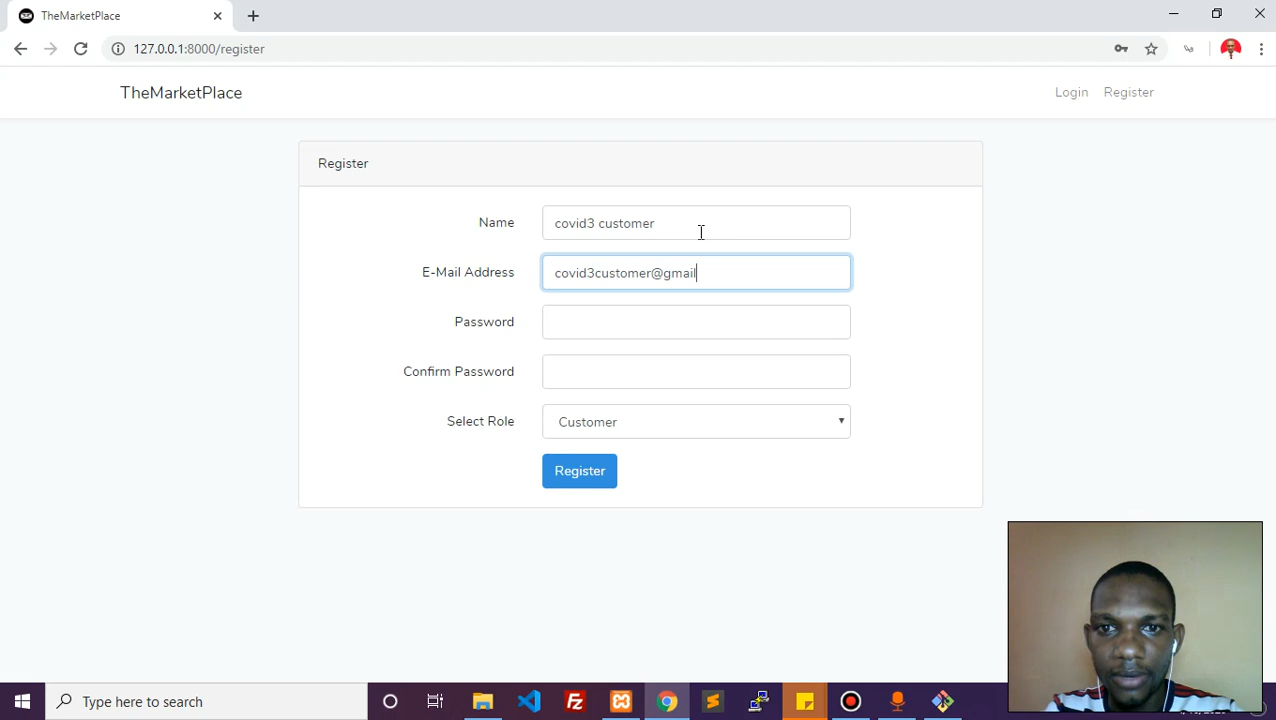 TheMarketPlace
127.0.0.1:8000/register
TheMarketPlace
Login Register
Register
Name covid3 customer
E-Mail Address covid3customer@gmail
Password
Confirm Password
Select Role Customer
Register
Type here to search